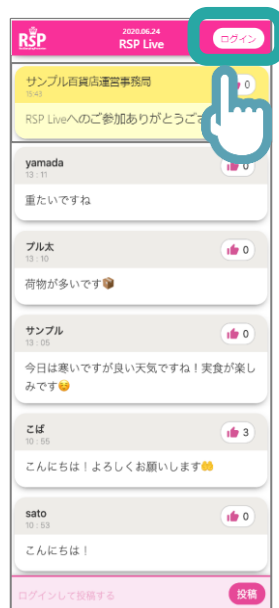 RSP
2020.06.24
RSP Live
ログイン
サンプル百貨店運営事務局
15:43
0
RSP Liveへのご参加ありがとうご
yamada
13：11
0
重たいですね
プル太
13：10
0
荷物が多いです📦
サンプル
13：05
0
今日は寒いですが良い天気ですね！実食が楽し
みです😊
こば
10：55
3
こんにちは！よろしくお願いします👐
sato
10：53
0
こんにちは！
ログインして投稿する
投稿